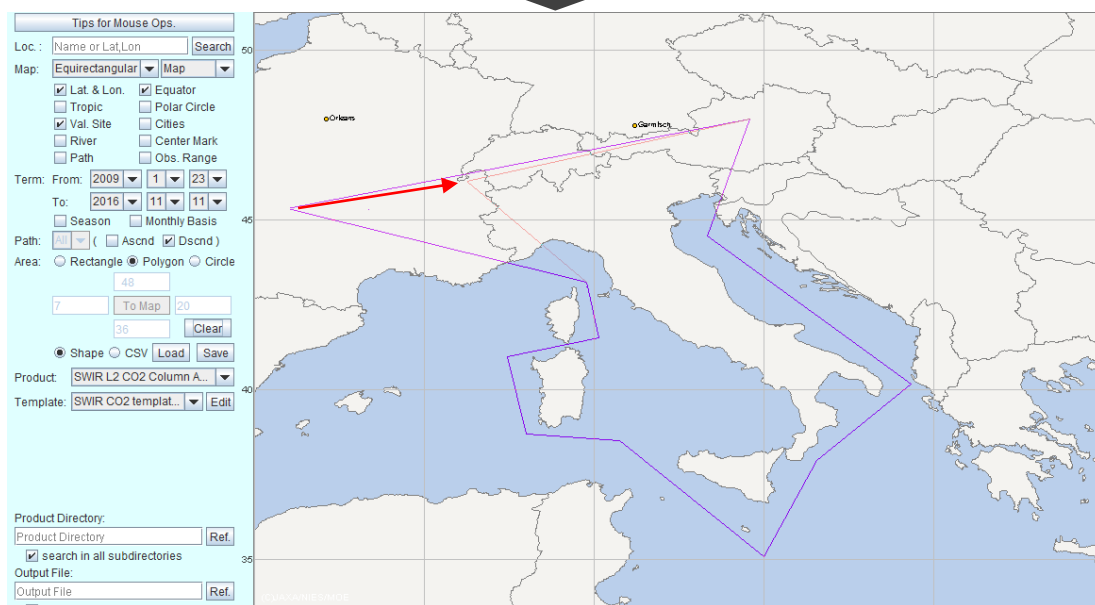 Tips for Mouse Ops.
Loc. : Name or Lat,Lon Search
Map: Equirectangular Map
Lat. & Lon. Equator
Tropic Polar Circle
Val. Site Cities
River Center Mark
Path Obs. Range
Term: From: 2009 1 23
To: 2016 11 11
Season Monthly Basis
Path: All ( Ascnd Dscnd )
Area: Rectangle Polygon Circle
48
7 To Map 20
36 Clear
Shape CSV Load Save
Product: SWIR L2 CO2 Column A...
Template: SWIR CO2 templat... Edit
Product Directory:
Product Directory Ref.
search in all subdirectories
Output File:
Output File Ref.
50
Orleans
Garmisch
45
40
35